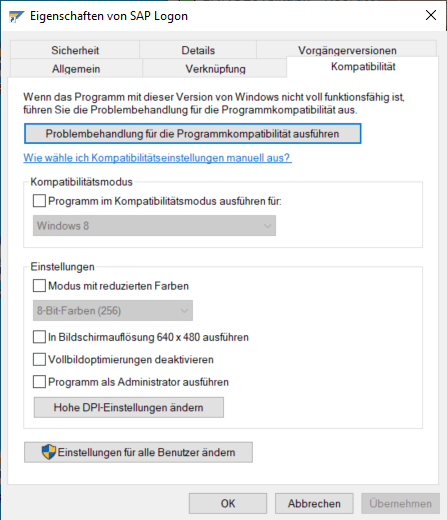 Eigenschaften von SAP Logon
Sicherheit Details Vorgängerversionen
Allgemein Verknüpfung Kompatibilität
Wenn das Programm mit dieser Version von Windows nicht voll funktionsfähig ist,
führen Sie die Problembehandlung für die Programmkompatibilität aus.
Problembehandlung für die Programmkompatibilität ausführen
Wie wähle ich Kompatibilitätseinstellungen manuell aus?
Kompatibilitätsmodus
Programm im Kompatibilitätsmodus ausführen für:
Windows 8
Einstellungen
Modus mit reduzierten Farben
8-Bit-Farben (256)
In Bildschirmauflösung 640 x 480 ausführen
Vollbildoptimierungen deaktivieren
Programm als Administrator ausführen
Hohe DPI-Einstellungen ändern
Einstellungen für alle Benutzer ändern
OK Abbrechen Übernehmen